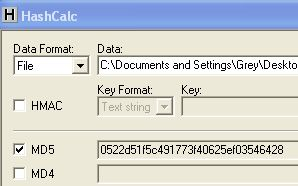 H HashCalc
Data Format: Data:
File C:\Documents and Settings\Grey\Deskto
Key Format: Key:
HMAC Text string
MD5 0522d51f5c491773f40625ef03546428
MD4